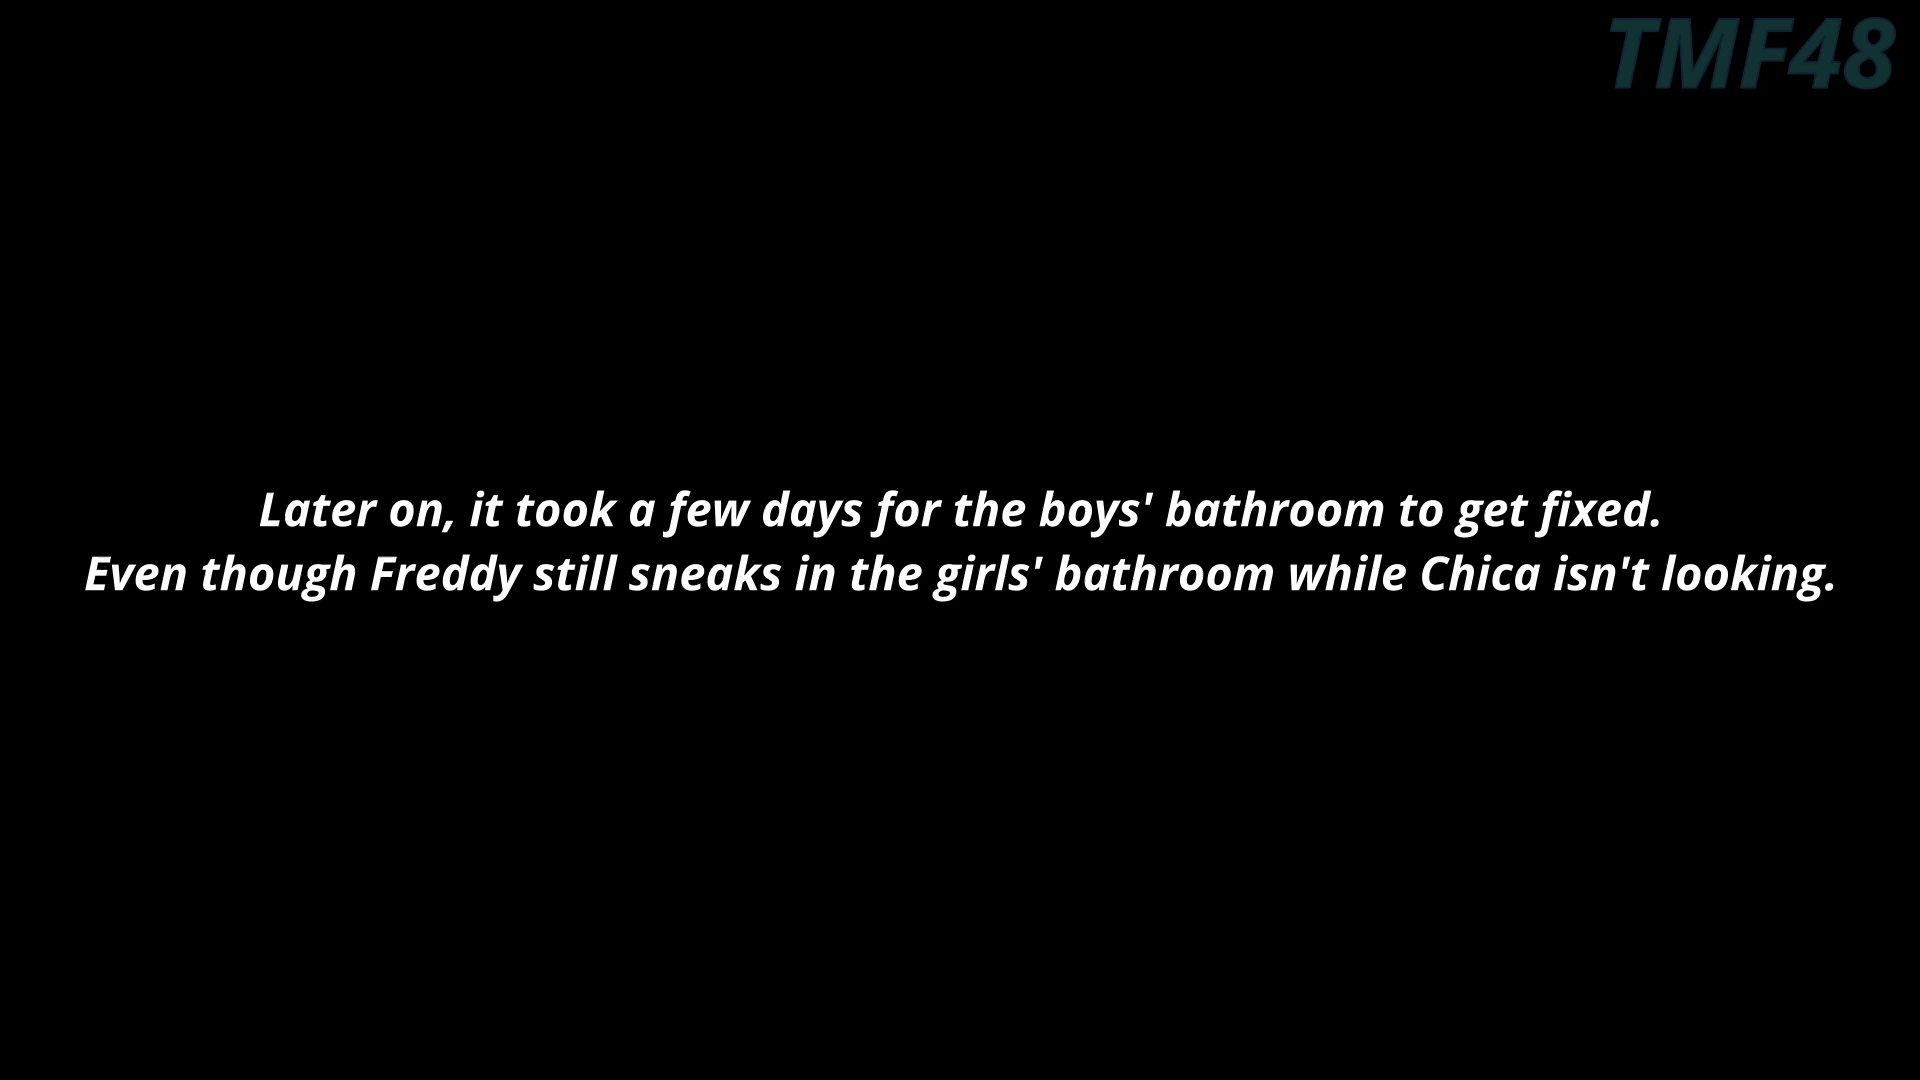 TMF48
Later on, it took a few days for the boys' bathroom to get fixed.
Even though Freddy still sneaks in the girls' bathroom while Chica isn't looking.